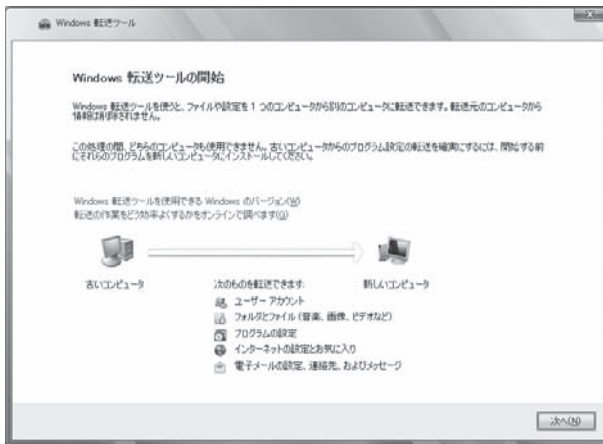 Windows 転送ツール
Windows 転送ツールの開始
Windows 転送ツールを使うと、ファイルや設定を 1 つのコンピュータから別のコンピュータに転送できます。転送元のコンピュータから
情報は削除されません。
この処理の間、どちらのコンピュータも使用できません。古いコンピュータからのプログラム設定の転送を確実にするには、開始する前
にそれらのプログラムを新しいコンピュータにインストールしてください。
Windows 転送ツールを使用できる Windows のバージョン(W)
転送の作業をどう効率よくするかをオンラインで調べます(G)
古いコンピュータ
新しいコンピュータ
次のものを転送できます:
ユーザー アカウント
フォルダとファイル (音楽、画像、ビデオなど)
プログラムの設定
インターネットの設定とお気に入り
電子メールの設定、連絡先、およびメッセージ
次へ(N)